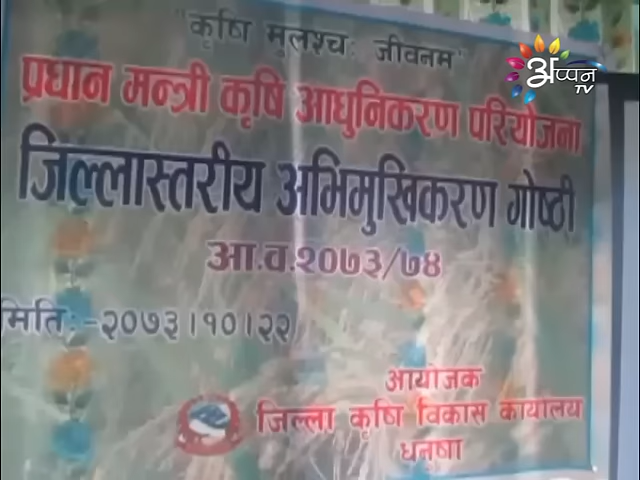 "कृषि मुलश्च: जीवनम"
प्रधान मन्त्री कृषि आधुनिकरण परियोजना
जिल्लास्तरीय अभिमुखिकरण गोष्ठी
आ.व.२०७३/७४
मिति:-२०७३।१०।२२
आयोजक
जिल्ला कृषि विकास कार्यालय
धनुषा
अप्पन
TV